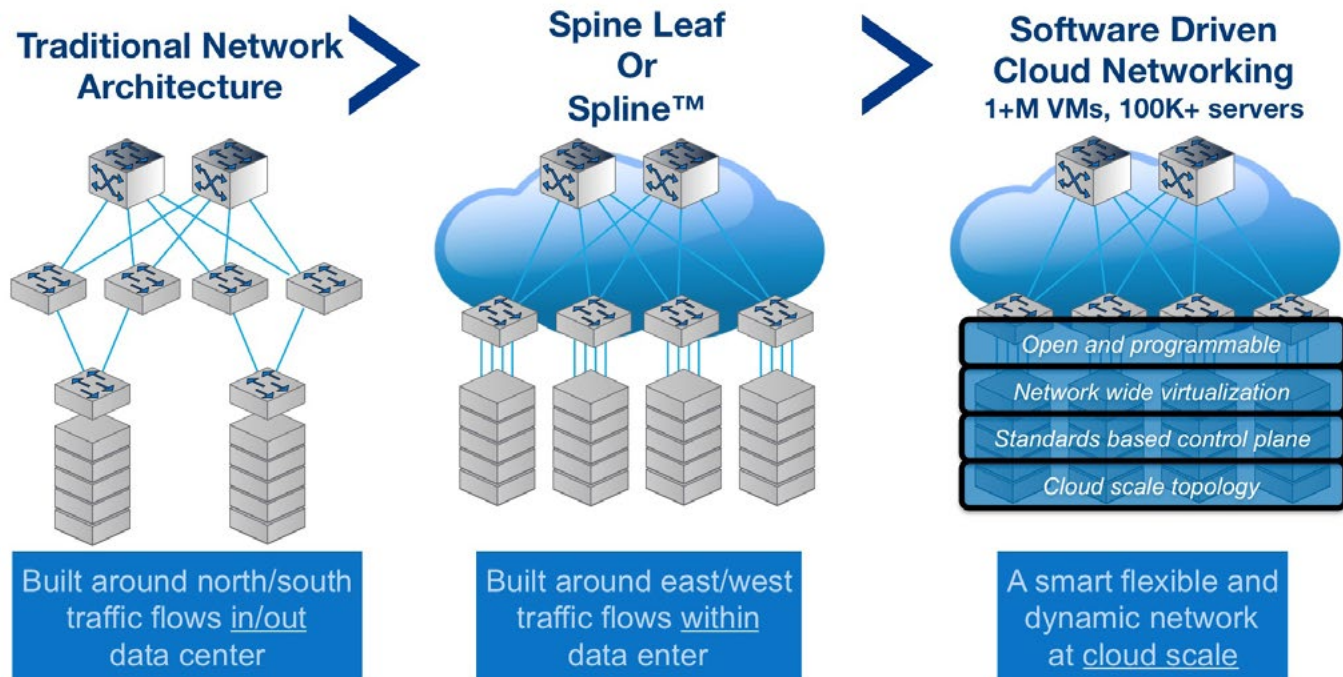 Traditional Network
Architecture
Spine Leaf
Or
Spline™
Software Driven
Cloud Networking
1+M VMs, 100K+ servers
Open and programmable
Network wide virtualization
Standards based control plane
Cloud scale topology
Built around north/south
traffic flows in/out
data center
Built around east/west
traffic flows within
data enter
A smart flexible and
dynamic network
at cloud scale